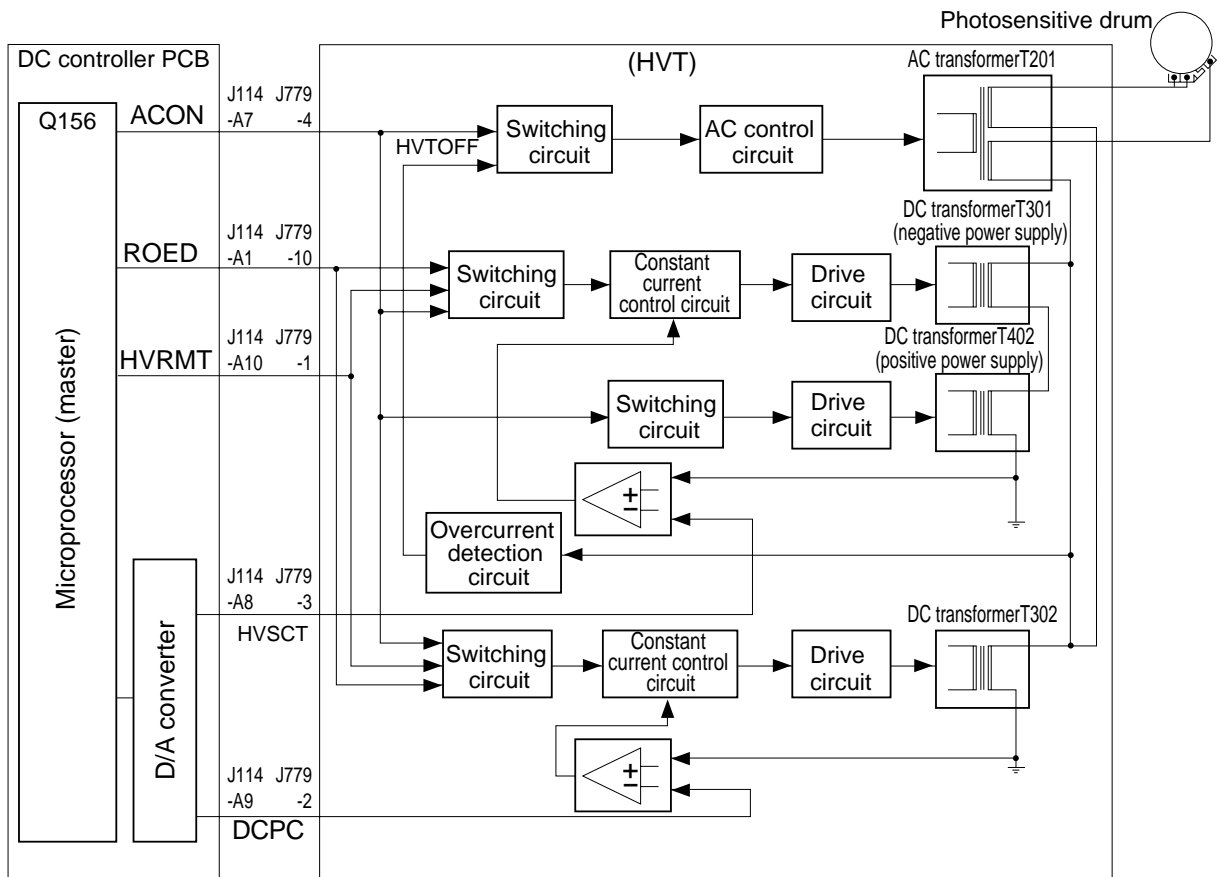 Photosensitive drum
DC controller PCB
(HVT)
AC transformerT201
Q156
ACON
J114 J779
-A7 -4
HVTOFF
Switching
circuit
AC control
circuit
DC transformerT301
(negative power supply)
ROED
J114 J779
-A1 -10
Switching
circuit
Constant
current
control circuit
Drive
circuit
HVRMT
J114 J779
-A10 -1
DC transformerT402
(positive power supply)
Switching
circuit
Drive
circuit
Microprocessor (master)
+
−
Overcurrent
detection
circuit
D/A converter
J114 J779
-A8 -3
HVSCT
DC transformerT302
Switching
circuit
Constant
current control
circuit
Drive
circuit
+
−
J114 J779
-A9 -2
DCPC